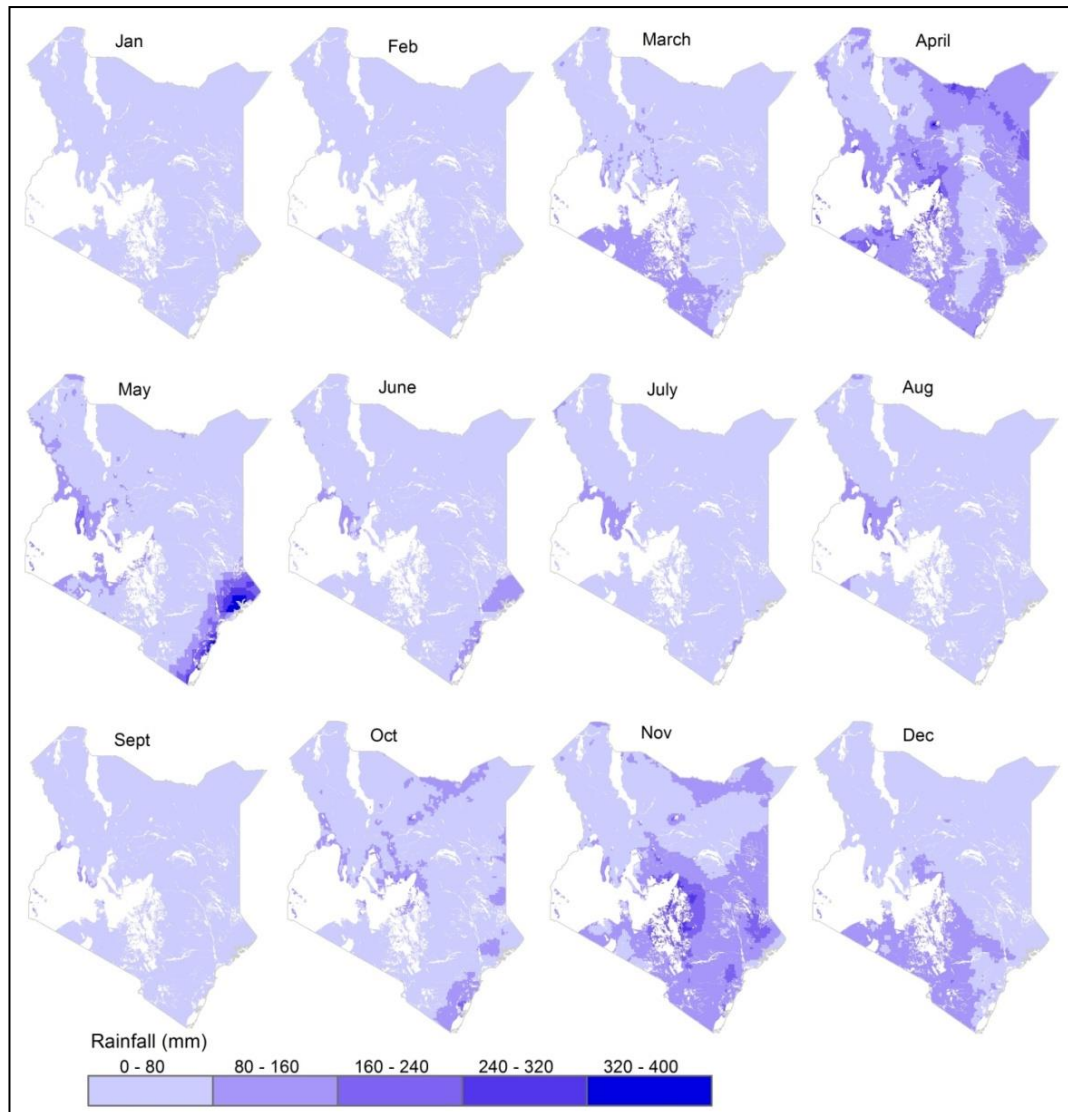 Jan Feb March April
May June July Aug
Sept Oct Nov Dec
Rainfall (mm)
0 - 80 80 - 160 160 - 240 240 - 320 320 - 400